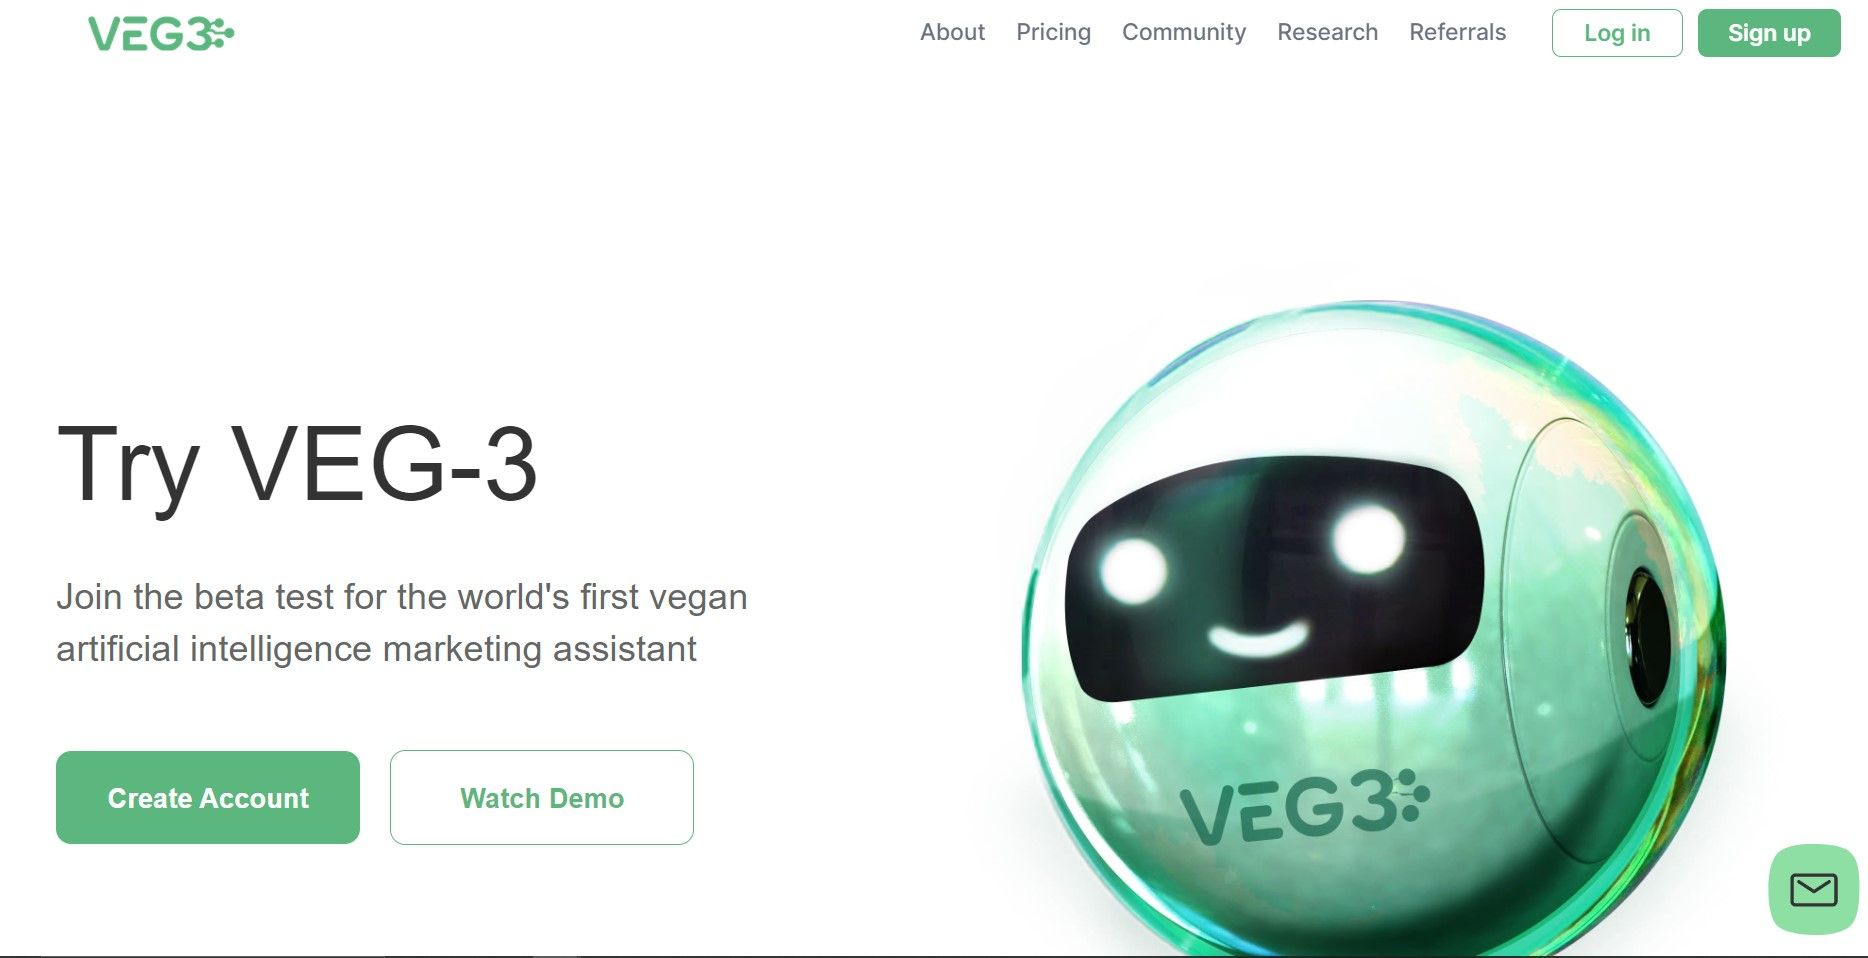 VEG3
About
Pricing
Community
Research
Referrals
Log in
Sign up
Try VEG-3
Join the beta test for the world's first vegan
artificial intelligence marketing assistant
Create Account
Watch Demo
VEG3